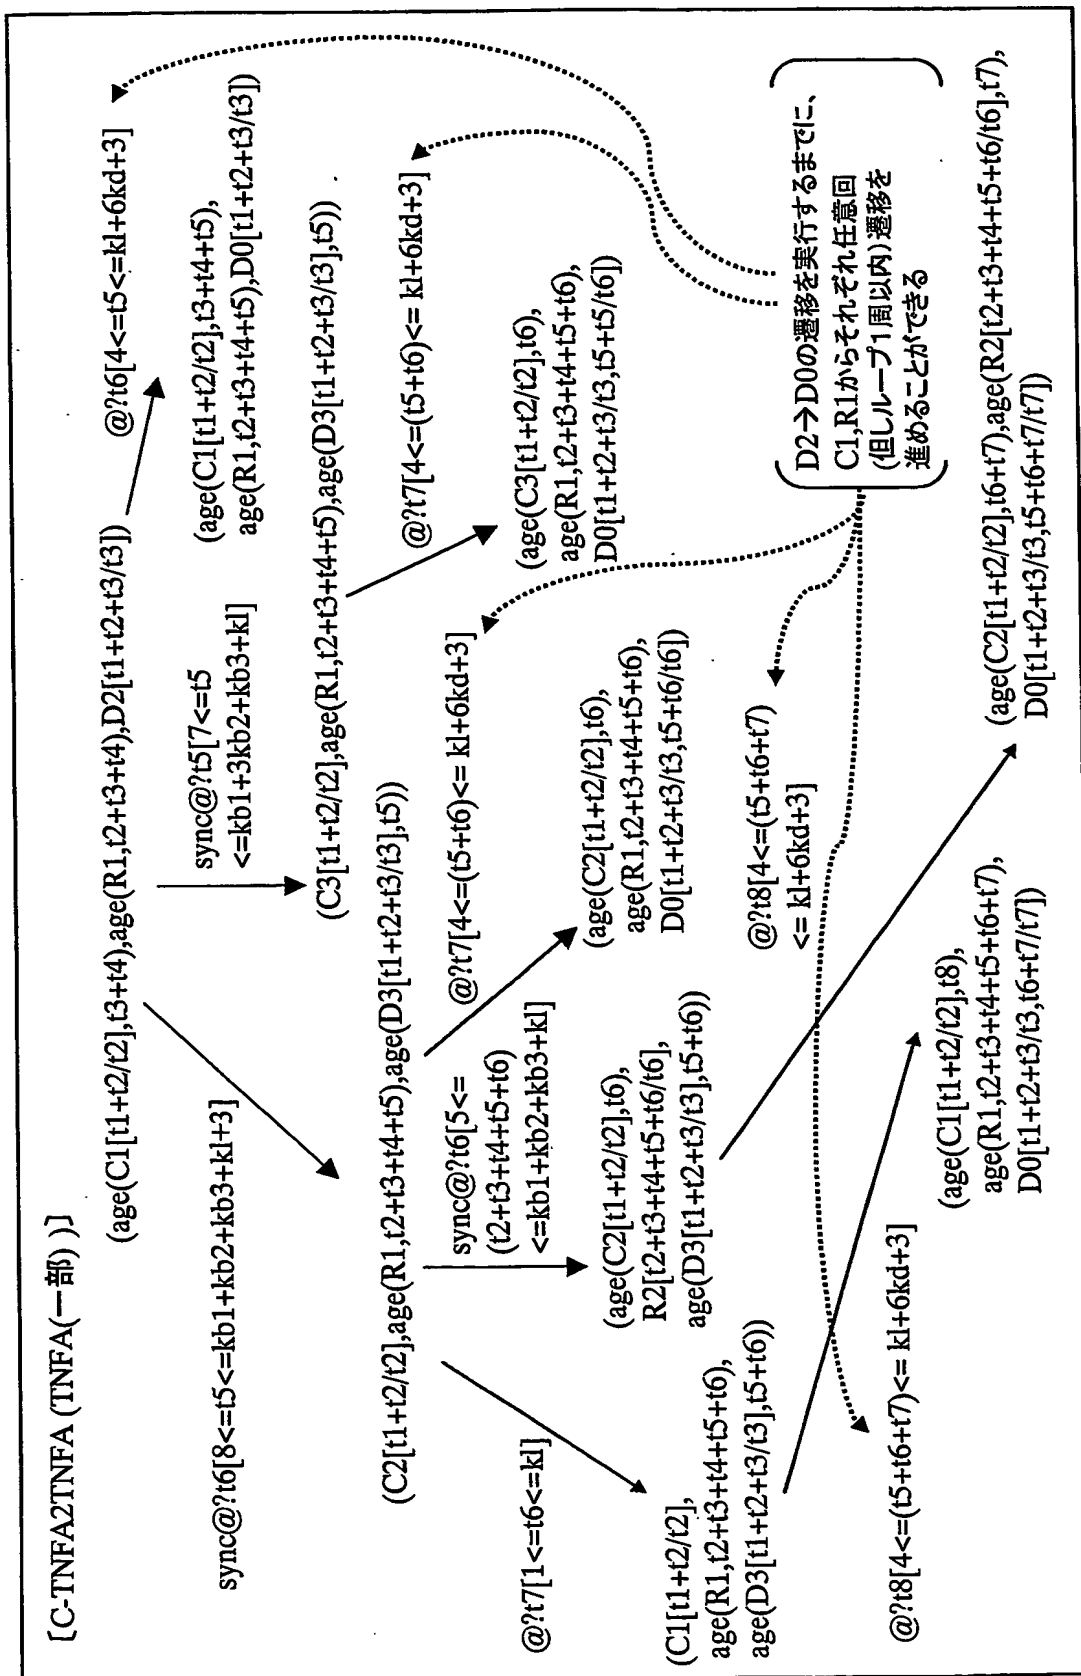 [C-TNFA2TNFA (TNFA(一部) )]
(age(C1[t1+t2/t2],t3+t4),age(R1,t2+t3+t4),D2[t1+t2+t3/t3])
@?t6[4<=t5<=kl+6kd+3]
sync@?t6[8<=t5<=kb1+kb2+kb3+kl+3]
sync@?t5[7<=t5
<=kb1+3kb2+kb3+kl]
(age(C1[t1+t2/t2],t3+t4+t5),
age(R1,t2+t3+t4+t5),D0[t1+t2+t3/t3])
(C3[t1+t2/t2],age(R1,t2+t3+t4+t5),age(D3[t1+t2+t3/t3],t5))
(C2[t1+t2/t2],age(R1,t2+t3+t4+t5),age(D3[t1+t2+t3/t3],t5))
@?t7[4<=(t5+t6)<= kl+6kd+3]
@?t7[4<=(t5+t6)<= kl+6kd+3]
(age(C3[t1+t2/t2],t6),
age(R1,t2+t3+t4+t5+t6),
D0[t1+t2+t3/t3,t5+t5/t6])
@?t7[1<=t6<=kl]
sync@?t6[5<=
(t2+t3+t4+t5+t6)
<=kb1+kb2+kb3+kl]
(age(C2[t1+t2/t2],t6),
age(R1,t2+t3+t4+t5+t6),
D0[t1+t2+t3/t3,t5+t6/t6])
(C1[t1+t2/t2],
age(R1,t2+t3+t4+t5+t6),
age(D3[t1+t2+t3/t3],t5+t6))
(age(C2[t1+t2/t2],t6),
R2[t2+t3+t4+t5+t6/t6],
age(D3[t1+t2+t3/t3],t5+t6))
@?t8[4<=(t5+t6+t7)
<= kl+6kd+3]
D2→D0の遷移を実行するまでに、
C1,R1からそれぞれ任意回
(但しループ1周以内)遷移を
進めることができる
@?t8[4<=(t5+t6+t7)<= kl+6kd+3]
(age(C1[t1+t2/t2],t8),
age(R1,t2+t3+t4+t5+t6+t7),
D0[t1+t2+t3/t3,t6+t7/t7])
(age(C2[t1+t2/t2],t6+t7),age(R2[t2+t3+t4+t5+t6/t6],t7),
D0[t1+t2+t3/t3,t5+t6+t7/t7])